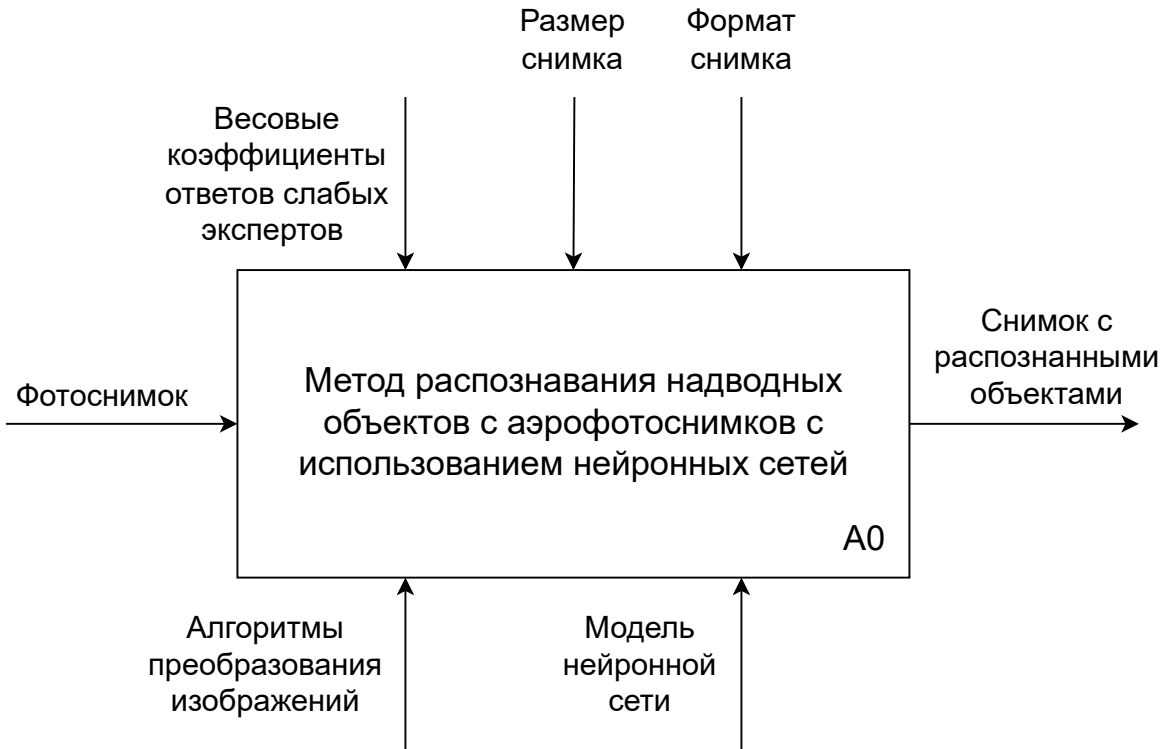 Размер
снимка
Формат
снимка
Весовые
коэффициенты
ответов слабых
экспертов
Фотоснимок
Метод распознавания надводных
объектов с аэрофотоснимков с
использованием нейронных сетей
A0
Снимок с
распознанными
объектами
Алгоритмы
преобразования
изображений
Модель
нейронной
сети